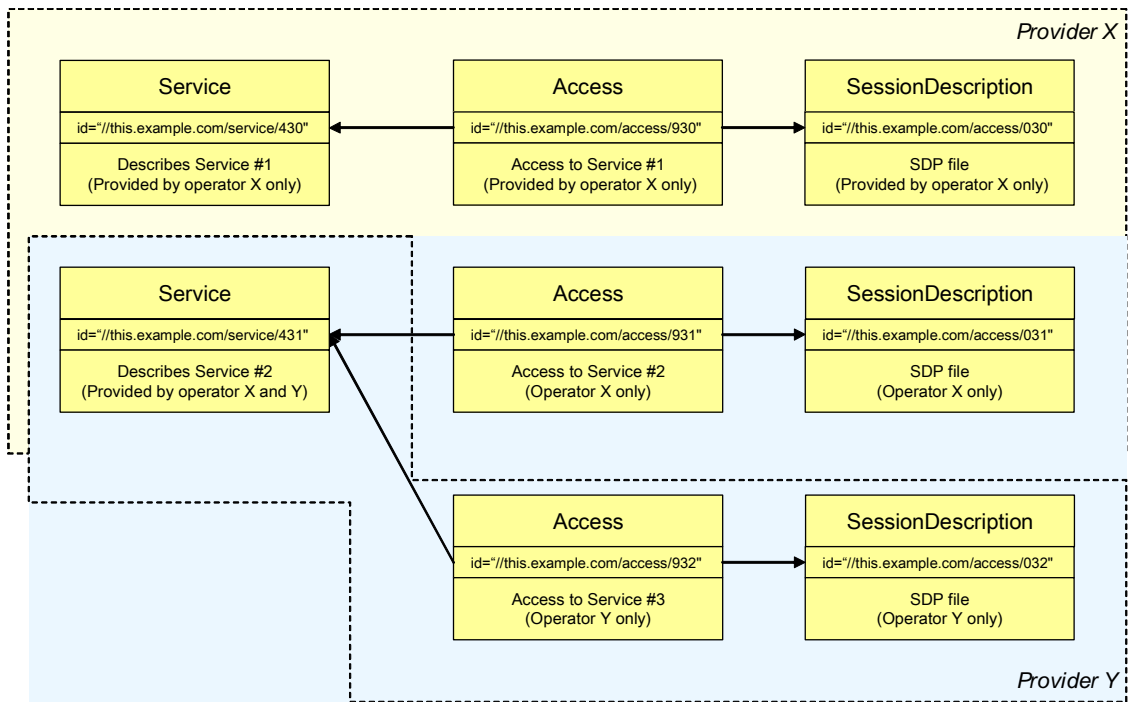 Provider X
Service
id=“//this.example.com/service/430"
Describes Service #1
(Provided by operator X only)
Access
id="//this.example.com/access/930"
Access to Service #1
(Provided by operator X only)
SessionDescription
id=“//this.example.com/access/030"
SDP file
(Provided by operator X only)
Service
id=“//this.example.com/service/431"
Describes Service #2
(Provided by operator X and Y)
Access
id="//this.example.com/access/931"
Access to Service #2
(Operator X only)
SessionDescription
id=“//this.example.com/access/031"
SDP file
(Operator X only)
Access
id="//this.example.com/access/932"
Access to Service #3
(Operator Y only)
SessionDescription
id=“//this.example.com/access/032"
SDP file
(Operator Y only)
Provider Y